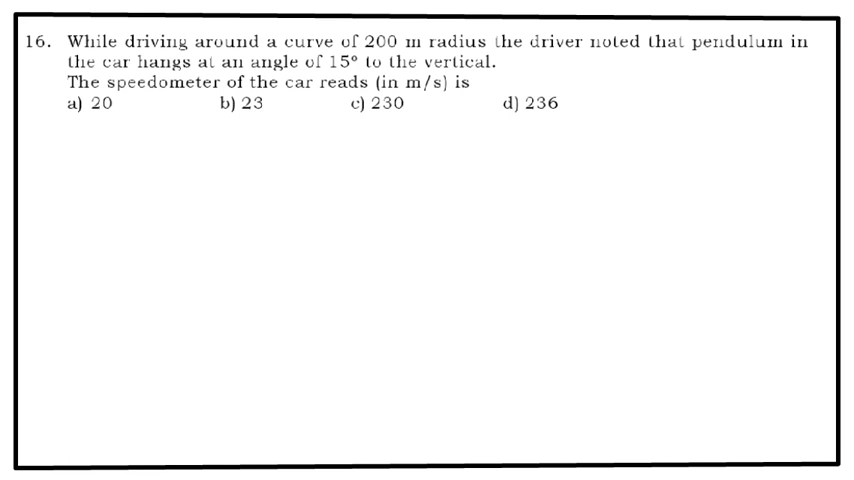 16. While driving around a curve of 200 m radius the driver noted that pendulum in
the car hangs at an angle of 15° to the vertical.
The speedometer of the car reads (in m/s) is
a) 20 b) 23 c) 230 d) 236